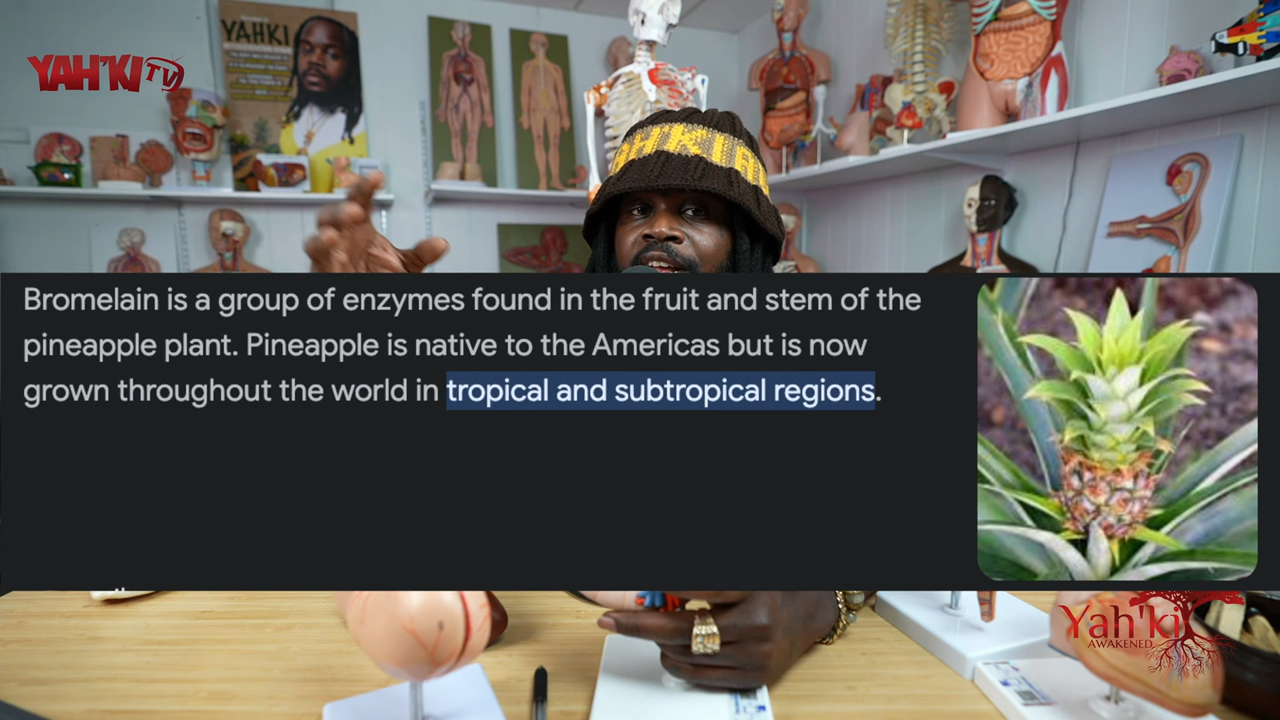 YAH'KI TV
YAHKI
YAH'KI A
Bromelain is a group of enzymes found in the fruit and stem of the
pineapple plant. Pineapple is native to the Americas but is now
grown throughout the world in tropical and subtropical regions.
Yah'ki
AWAKENED